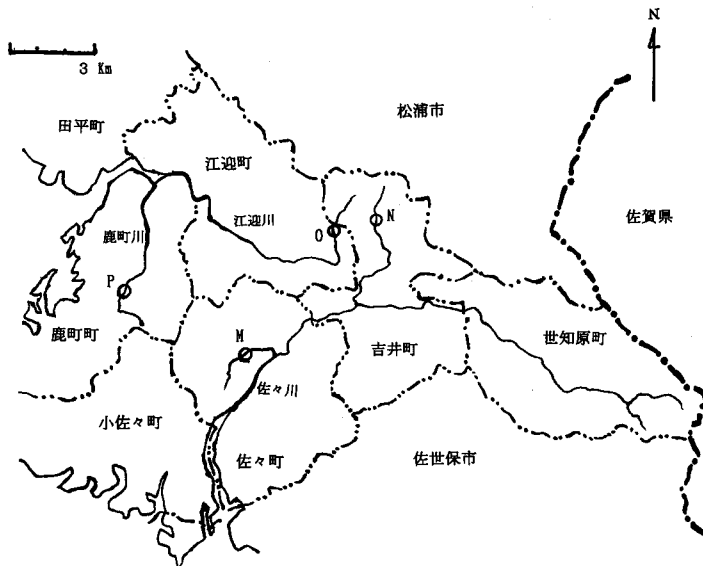 N
3 Km
田平町
松浦市
江迎町
佐賀県
江迎川
O
N
鹿町川
P
鹿町町
M
吉井町
世知原町
佐々川
小佐々町
佐々町
佐世保市